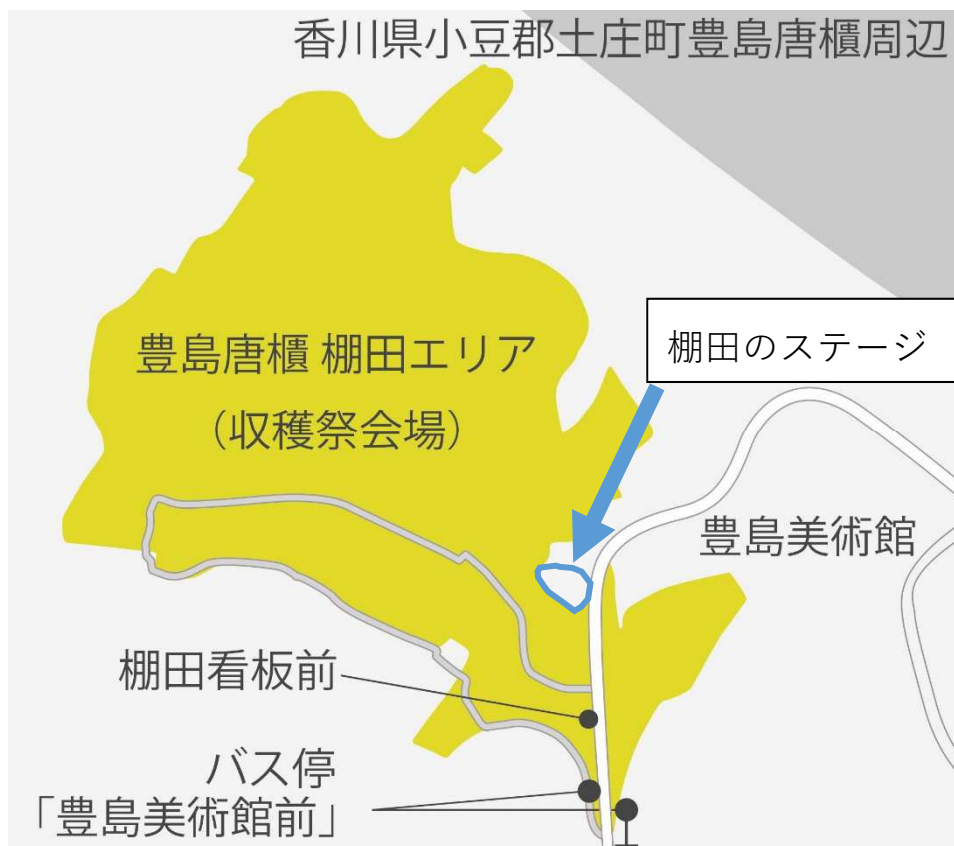 香川県小豆郡土庄町豊島唐櫃周辺
棚田のステージ
豊島唐櫃 棚田エリア
（収穫祭会場）
豊島美術館
棚田看板前
バス停
「豊島美術館前」